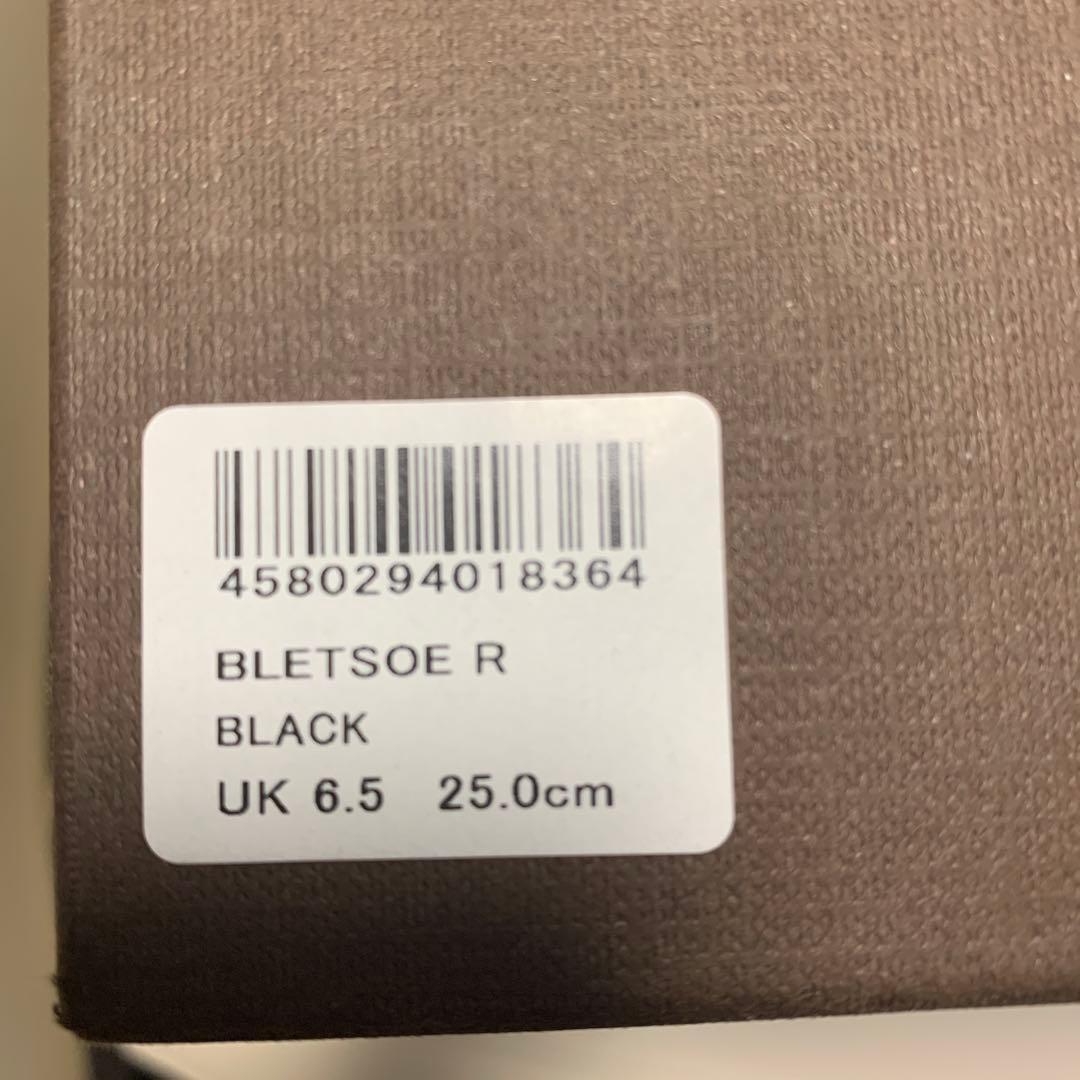 4580294018364
BLETSOE R
BLACK
UK 6.5 25.0cm